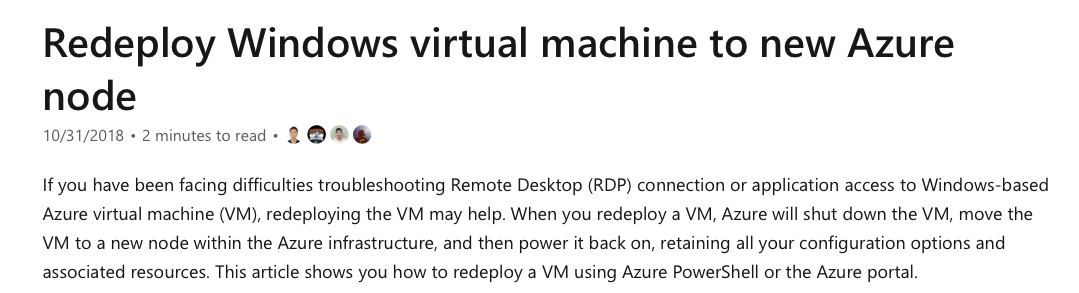 Redeploy Windows virtual machine to new Azure
node
10/31/2018 • 2 minutes to read •
If you have been facing difficulties troubleshooting Remote Desktop (RDP) connection or application access to Windows-based
Azure virtual machine (VM), redeploying the VM may help. When you redeploy a VM, Azure will shut down the VM, move the
VM to a new node within the Azure infrastructure, and then power it back on, retaining all your configuration options and
associated resources. This article shows you how to redeploy a VM using Azure PowerShell or the Azure portal.